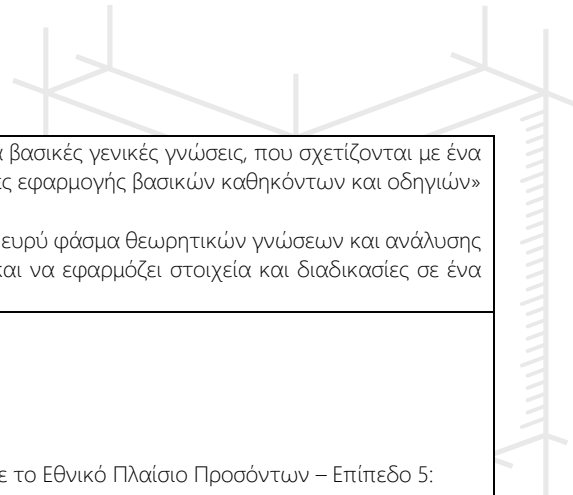 βασικές γενικές γνώσεις, που σχετίζονται με ένα
εφαρμογής βασικών καθηκόντων και οδηγιών»
ευρύ φάσμα θεωρητικών γνώσεων και ανάλυσης
και να εφαρμόζει στοιχεία και διαδικασίες σε ένα
το Εθνικό Πλαίσιο Προσόντων – Επίπεδο 5: